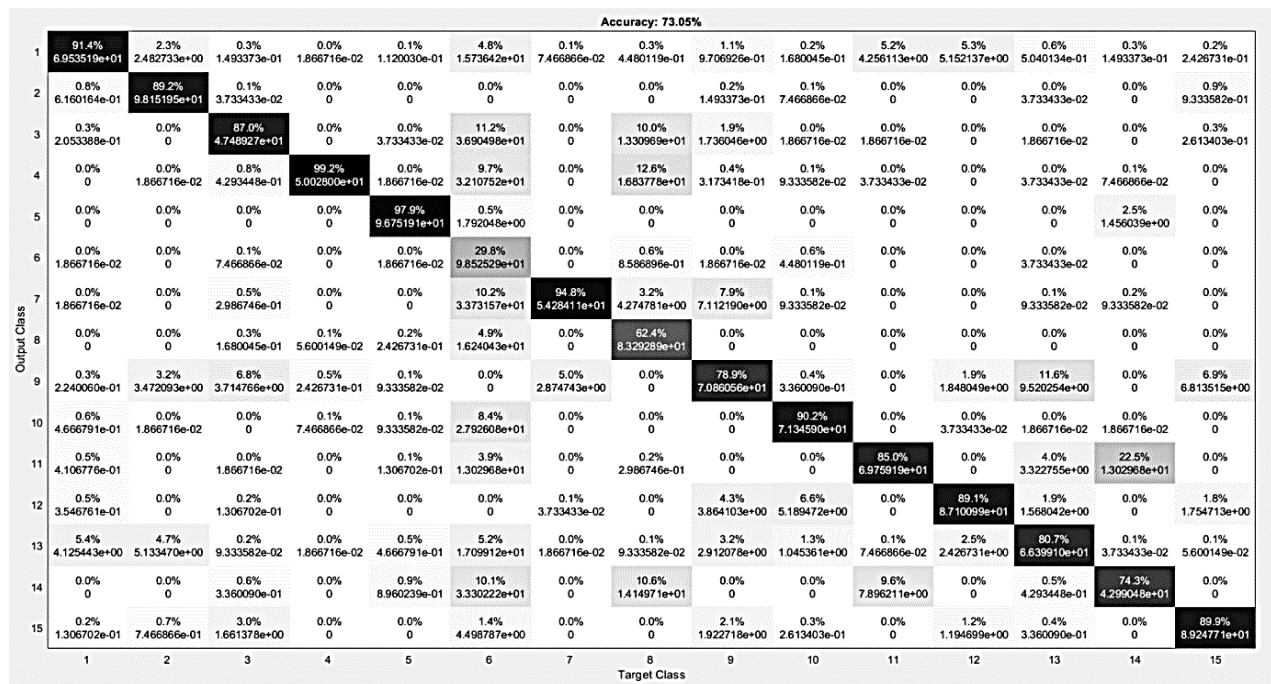 Accuracy: 73.05%
91.4% 2.3% 0.3% 0.0% 0.1% 4.8% 0.1% 0.3% 1.1% 0.2% 5.2% 5.3% 0.6% 0.3% 0.2%
1
6.953519e+01 2.482733e+00 1.493373e-01 1.866716e-02 1.120030e-01 1.573642e+01 7.466866e-02 4.480119e-01 9.706926e-01 1.680045e-01 4.256113e+00 5.152137e+00 5.040134e-01 1.493373e-01 2.426731e-01
0.8% 89.2% 0.1% 0.0% 0.0% 0.0% 0.0% 0.0% 0.2% 0.1% 0.0% 0.0% 0.0% 0.0% 0.9%
2
6.160164e-01 9.815195e+01 3.733433e-02 0 0 0 0 0 1.493373e-01 7.466866e-02 0 0 3.733433e-02 0 9.333582e-01
0.3% 0.0% 87.0% 0.0% 0.0% 11.2% 0.0% 10.0% 1.9% 0.0% 0.0% 0.0% 0.0% 0.0% 0.3%
3
2.053388e-01 0 4.748927e+01 0 3.733433e-02 3.690498e+01 0 1.330969e+01 1.736046e+00 1.866716e-02 1.866716e-02 0 1.866716e-02 0 2.613403e-01
0.0% 0.0% 0.8% 99.2% 0.0% 9.7% 0.0% 12.6% 0.4% 0.1% 0.0% 0.0% 0.0% 0.1% 0.0%
4
0 1.866716e-02 4.293448e-01 5.002800e+01 1.866716e-02 3.210752e+01 0 1.683778e+01 3.173418e-01 9.333582e-02 3.733433e-02 0 3.733433e-02 7.466866e-02 0
0.0% 0.0% 0.0% 0.0% 97.9% 0.5% 0.0% 0.0% 0.0% 0.0% 0.0% 0.0% 0.0% 2.5% 0.0%
5
0 0 0 0 9.675191e+01 1.792048e+00 0 0 0 0 0 0 0 1.456039e+00 0
0.0% 0.0% 0.1% 0.0% 0.0% 29.8% 0.0% 0.6% 0.0% 0.6% 0.0% 0.0% 0.0% 0.0% 0.0%
6
1.866716e-02 0 7.466866e-02 0 1.866716e-02 9.852529e+01 0 8.586896e-01 1.866716e-02 4.480119e-01 0 0 3.733433e-02 0 0
0.0% 0.0% 0.5% 0.0% 0.0% 10.2% 94.8% 3.2% 7.9% 0.1% 0.0% 0.0% 0.1% 0.2% 0.0%
7
1.866716e-02 0 2.986746e-01 0 0 3.373157e+01 5.428411e+01 4.274781e+00 7.112190e+00 9.333582e-02 0 0 9.333582e-02 9.333582e-02 0
0.0% 0.0% 0.3% 0.1% 0.2% 4.9% 0.0% 62.4% 0.0% 0.0% 0.0% 0.0% 0.0% 0.0% 0.0%
8
0 0 1.680045e-01 5.600149e-02 2.426731e-01 1.624043e+01 0 8.329289e+01 0 0 0 0 0 0 0
0.3% 3.2% 6.8% 0.5% 0.1% 0.0% 5.0% 0.0% 78.9% 0.4% 0.0% 1.9% 11.6% 0.0% 6.9%
9
2.240060e-01 3.472093e+00 3.714766e+00 2.426731e-01 9.333582e-02 0 2.874743e+00 0 7.086056e+01 3.360090e-01 0 1.848049e+00 9.520254e+00 0 6.813515e+00
0.6% 0.0% 0.0% 0.1% 0.1% 8.4% 0.0% 0.0% 0.0% 90.2% 0.0% 0.0% 0.0% 0.0% 0.0%
10
4.666791e-01 1.866716e-02 0 7.466866e-02 9.333582e-02 2.792608e+01 0 0 0 7.134590e+01 0 3.733433e-02 1.866716e-02 1.866716e-02 0
0.5% 0.0% 0.0% 0.0% 0.1% 3.9% 0.0% 0.2% 0.0% 0.0% 85.0% 0.0% 4.0% 22.5% 0.0%
11
4.106776e-01 0 1.866716e-02 0 1.306702e-01 1.302968e+01 0 2.986746e-01 0 0 6.975919e+01 0 3.322755e+00 1.302968e+01 0
0.5% 0.0% 0.2% 0.0% 0.0% 0.0% 0.1% 0.0% 4.3% 6.6% 0.0% 89.1% 1.9% 0.0% 1.8%
12
3.546761e-01 0 1.306702e-01 0 0 0 3.733433e-02 0 3.864103e+00 5.189472e+00 0 8.710099e+01 1.568042e+00 0 1.754713e+00
5.4% 4.7% 0.2% 0.0% 0.5% 5.2% 0.0% 0.1% 3.2% 1.3% 0.1% 2.5% 80.7% 0.1% 0.1%
13
4.125443e+00 5.133470e+00 9.333582e-02 1.866716e-02 4.666791e-01 1.709912e+01 1.866716e-02 9.333582e-02 2.912078e+00 1.045361e+00 7.466866e-02 2.426731e+00 6.639910e+01 3.733433e-02 5.600149e-02
0.0% 0.0% 0.6% 0.0% 0.9% 10.1% 0.0% 10.6% 0.0% 0.0% 9.6% 0.0% 0.5% 74.3% 0.0%
14
0 0 3.360090e-01 0 8.960239e-01 3.330222e+01 0 1.414971e+01 0 0 7.896211e+00 0 4.293448e-01 4.299048e+01 0
0.2% 0.7% 3.0% 0.0% 0.0% 1.4% 0.0% 0.0% 2.1% 0.3% 0.0% 1.2% 0.4% 0.0% 89.9%
15
1.306702e-01 7.466866e-01 1.661378e+00 0 0 4.498787e+00 0 0 1.922718e+00 2.613403e-01 0 1.194699e+00 3.360090e-01 0 8.924771e+01
1 2 3 4 5 6 7 8 9 10 11 12 13 14 15
Target Class
Output Class